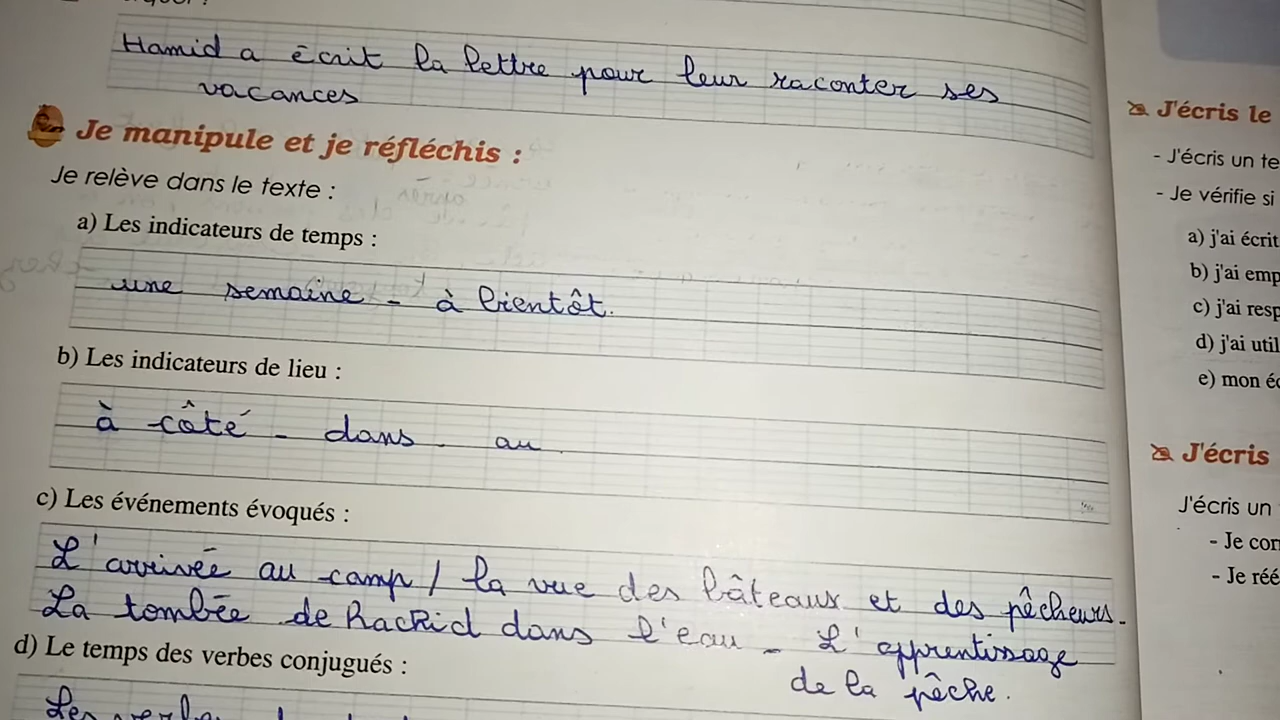 Hamid a écrit la lettre pour leur raconter ses
vacances
Je manipule et je réfléchis :
Je relève dans le texte :
a) Les indicateurs de temps :
une semaine - à bientôt.
b) Les indicateurs de lieu :
à côté - dans - au
c) Les événements évoqués :
L'arrivée au camp / la vue des bâteaux et des pêcheurs -
La tombée de Rachid dans l'eau - L'apprentissage
de la pêche.
d) Le temps des verbes conjugués :
J'écris le
- J'écris un te
- Je vérifie si
a) j'ai écrit
b) j'ai emp
c) j'ai resp
d) j'ai util
e) mon éc
J'écris
J'écris un
- Je con
- Je réé